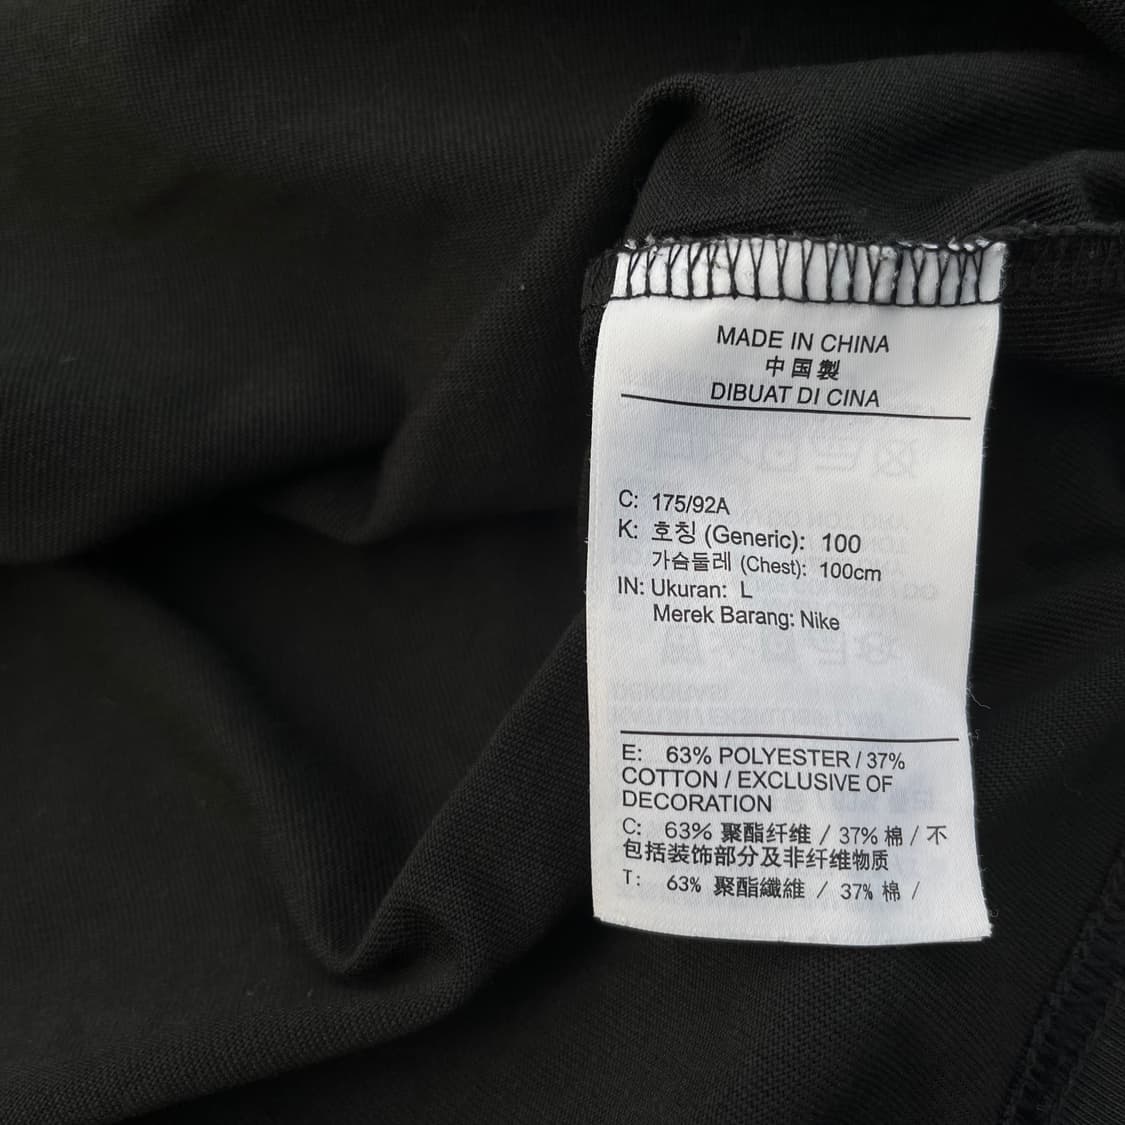 MADE IN CHINA
中国製
DIBUAT DI CINA
C: 175/92A
K: 호칭 (Generic): 100
가슴둘레 (Chest): 100cm
IN: Ukuran: L
Merek Barang: Nike
E: 63% POLYESTER / 37%
COTTON / EXCLUSIVE OF
DECORATION
C: 63% 聚酯纤维 / 37% 棉 / 不
包括装饰部分及非纤维物质
T: 63% 聚酯纖維 / 37% 棉 /